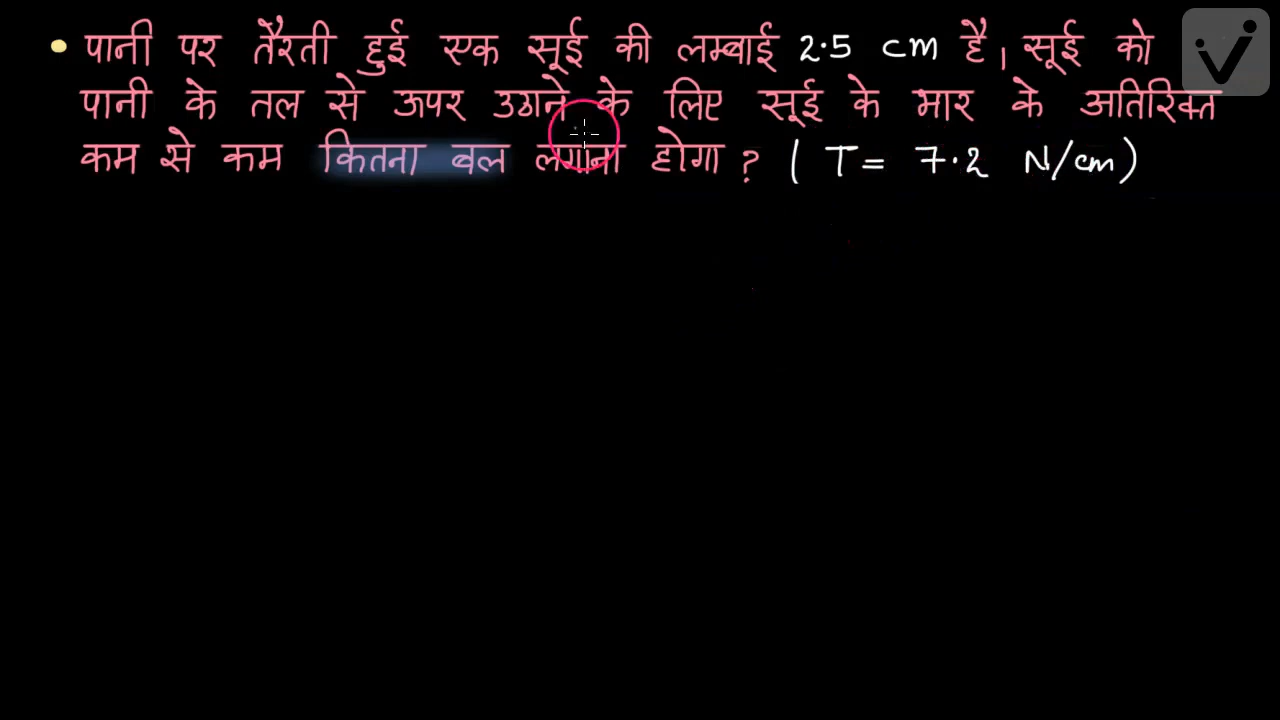 • पानी पर तैरती हुई एक सूई की लम्बाई 2.5 cm है, सूई को
पानी के तल से ऊपर उठाने के लिए सूई के भार के अतिरिक्त
कम से कम कितना बल लगाना होगा ? ( T = 7.2 N/cm )